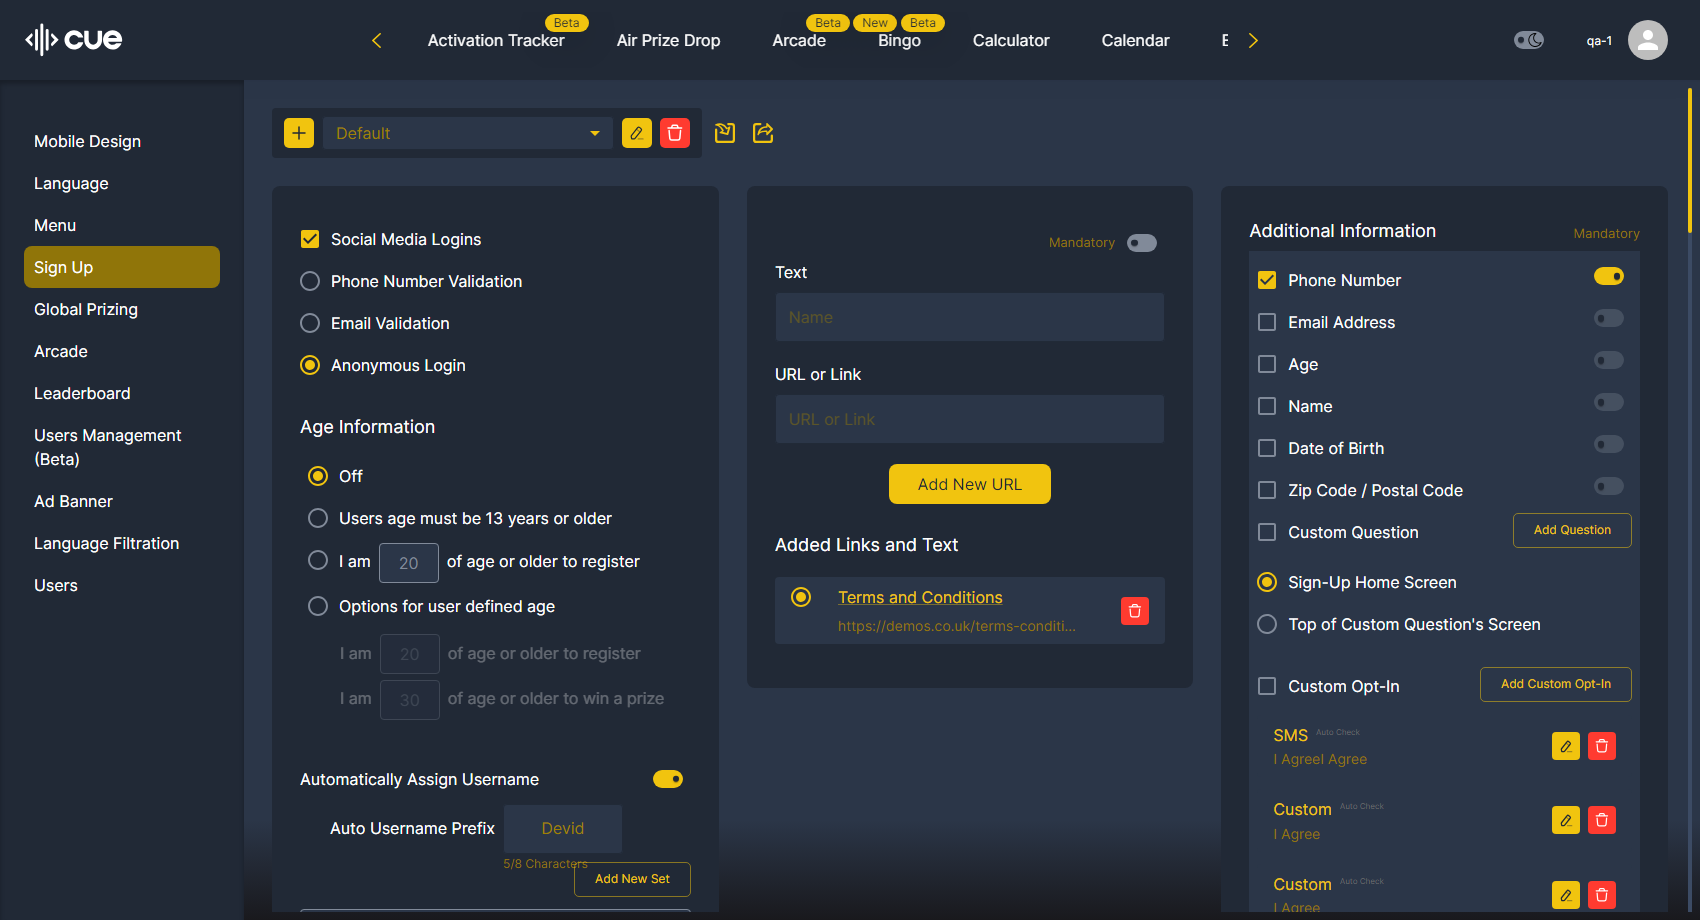 cue
Beta
Beta
New
Beta
Activation Tracker
Air Prize Drop
Arcade
Bingo
Calculator
Calendar
qa-1
Mobile Design
Language
Menu
Sign Up
Global Prizing
Arcade
Leaderboard
Users Management
(Beta)
Ad Banner
Language Filtration
Users
Default
Social Media Logins
Phone Number Validation
Email Validation
Anonymous Login
Age Information
Off
Users age must be 13 years or older
I am 20 of age or older to register
Options for user defined age
I am 20 of age or older to register
I am 30 of age or older to win a prize
Automatically Assign Username
Auto Username Prefix Devid
5/8 Characters
Add New Set
Mandatory
Text
Name
URL or Link
URL or Link
Add New URL
Added Links and Text
Terms and Conditions
https://demos.co.uk/terms-conditi...
Additional Information
Mandatory
Phone Number
Email Address
Age
Name
Date of Birth
Zip Code / Postal Code
Custom Question
Add Question
Sign-Up Home Screen
Top of Custom Question's Screen
Custom Opt-In
Add Custom Opt-In
SMS Auto Check
I AgreeI Agree
Custom Auto Check
I Agree
Custom Auto Check
I Agree